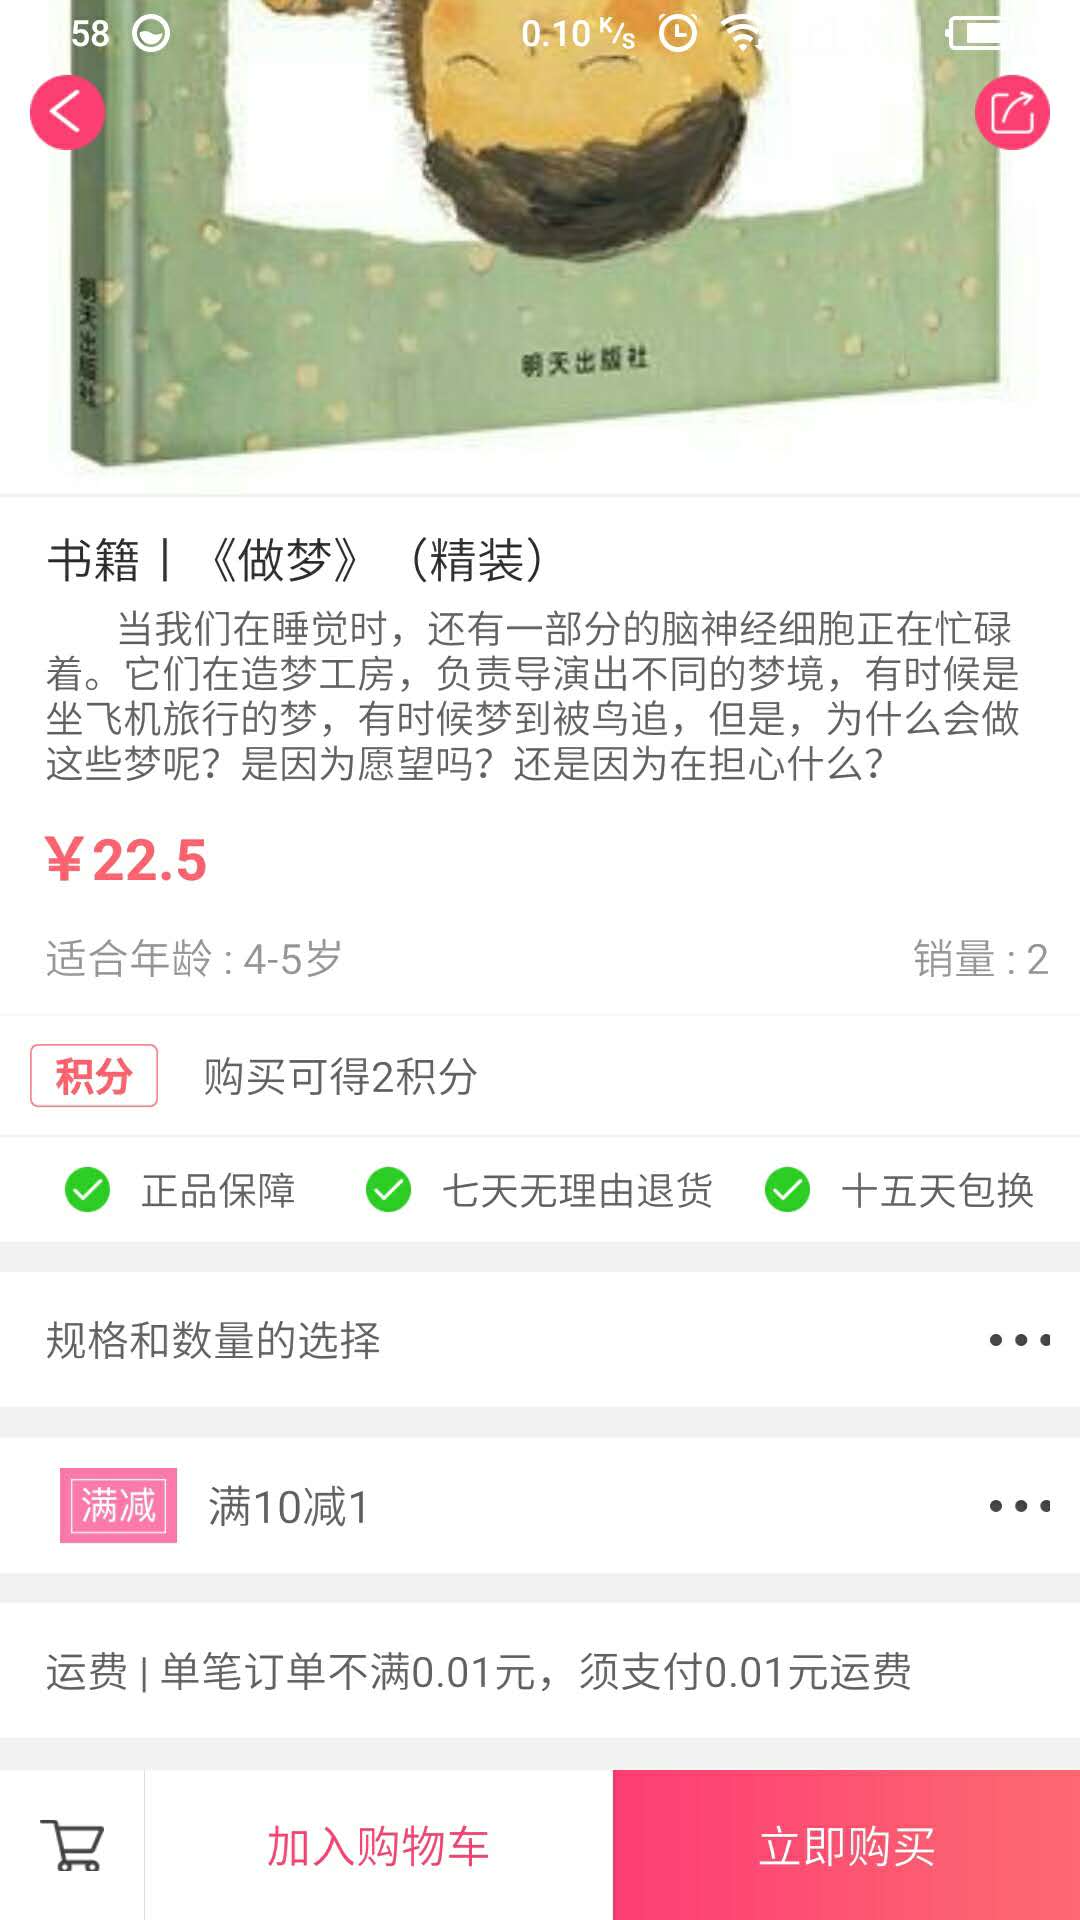 58
0.10 K/s
明天出版社
明天出版社
书籍丨《做梦》（精装）
当我们在睡觉时，还有一部分的脑神经细胞正在忙碌
着。它们在造梦工房，负责导演出不同的梦境，有时候是
坐飞机旅行的梦，有时候梦到被鸟追，但是，为什么会做
这些梦呢？是因为愿望吗？还是因为在担心什么？
￥22.5
适合年龄 : 4-5岁
销量 : 2
积分 购买可得2积分
正品保障 七天无理由退货 十五天包换
规格和数量的选择
满减 满10减1
运费 | 单笔订单不满0.01元，须支付0.01元运费
加入购物车 立即购买